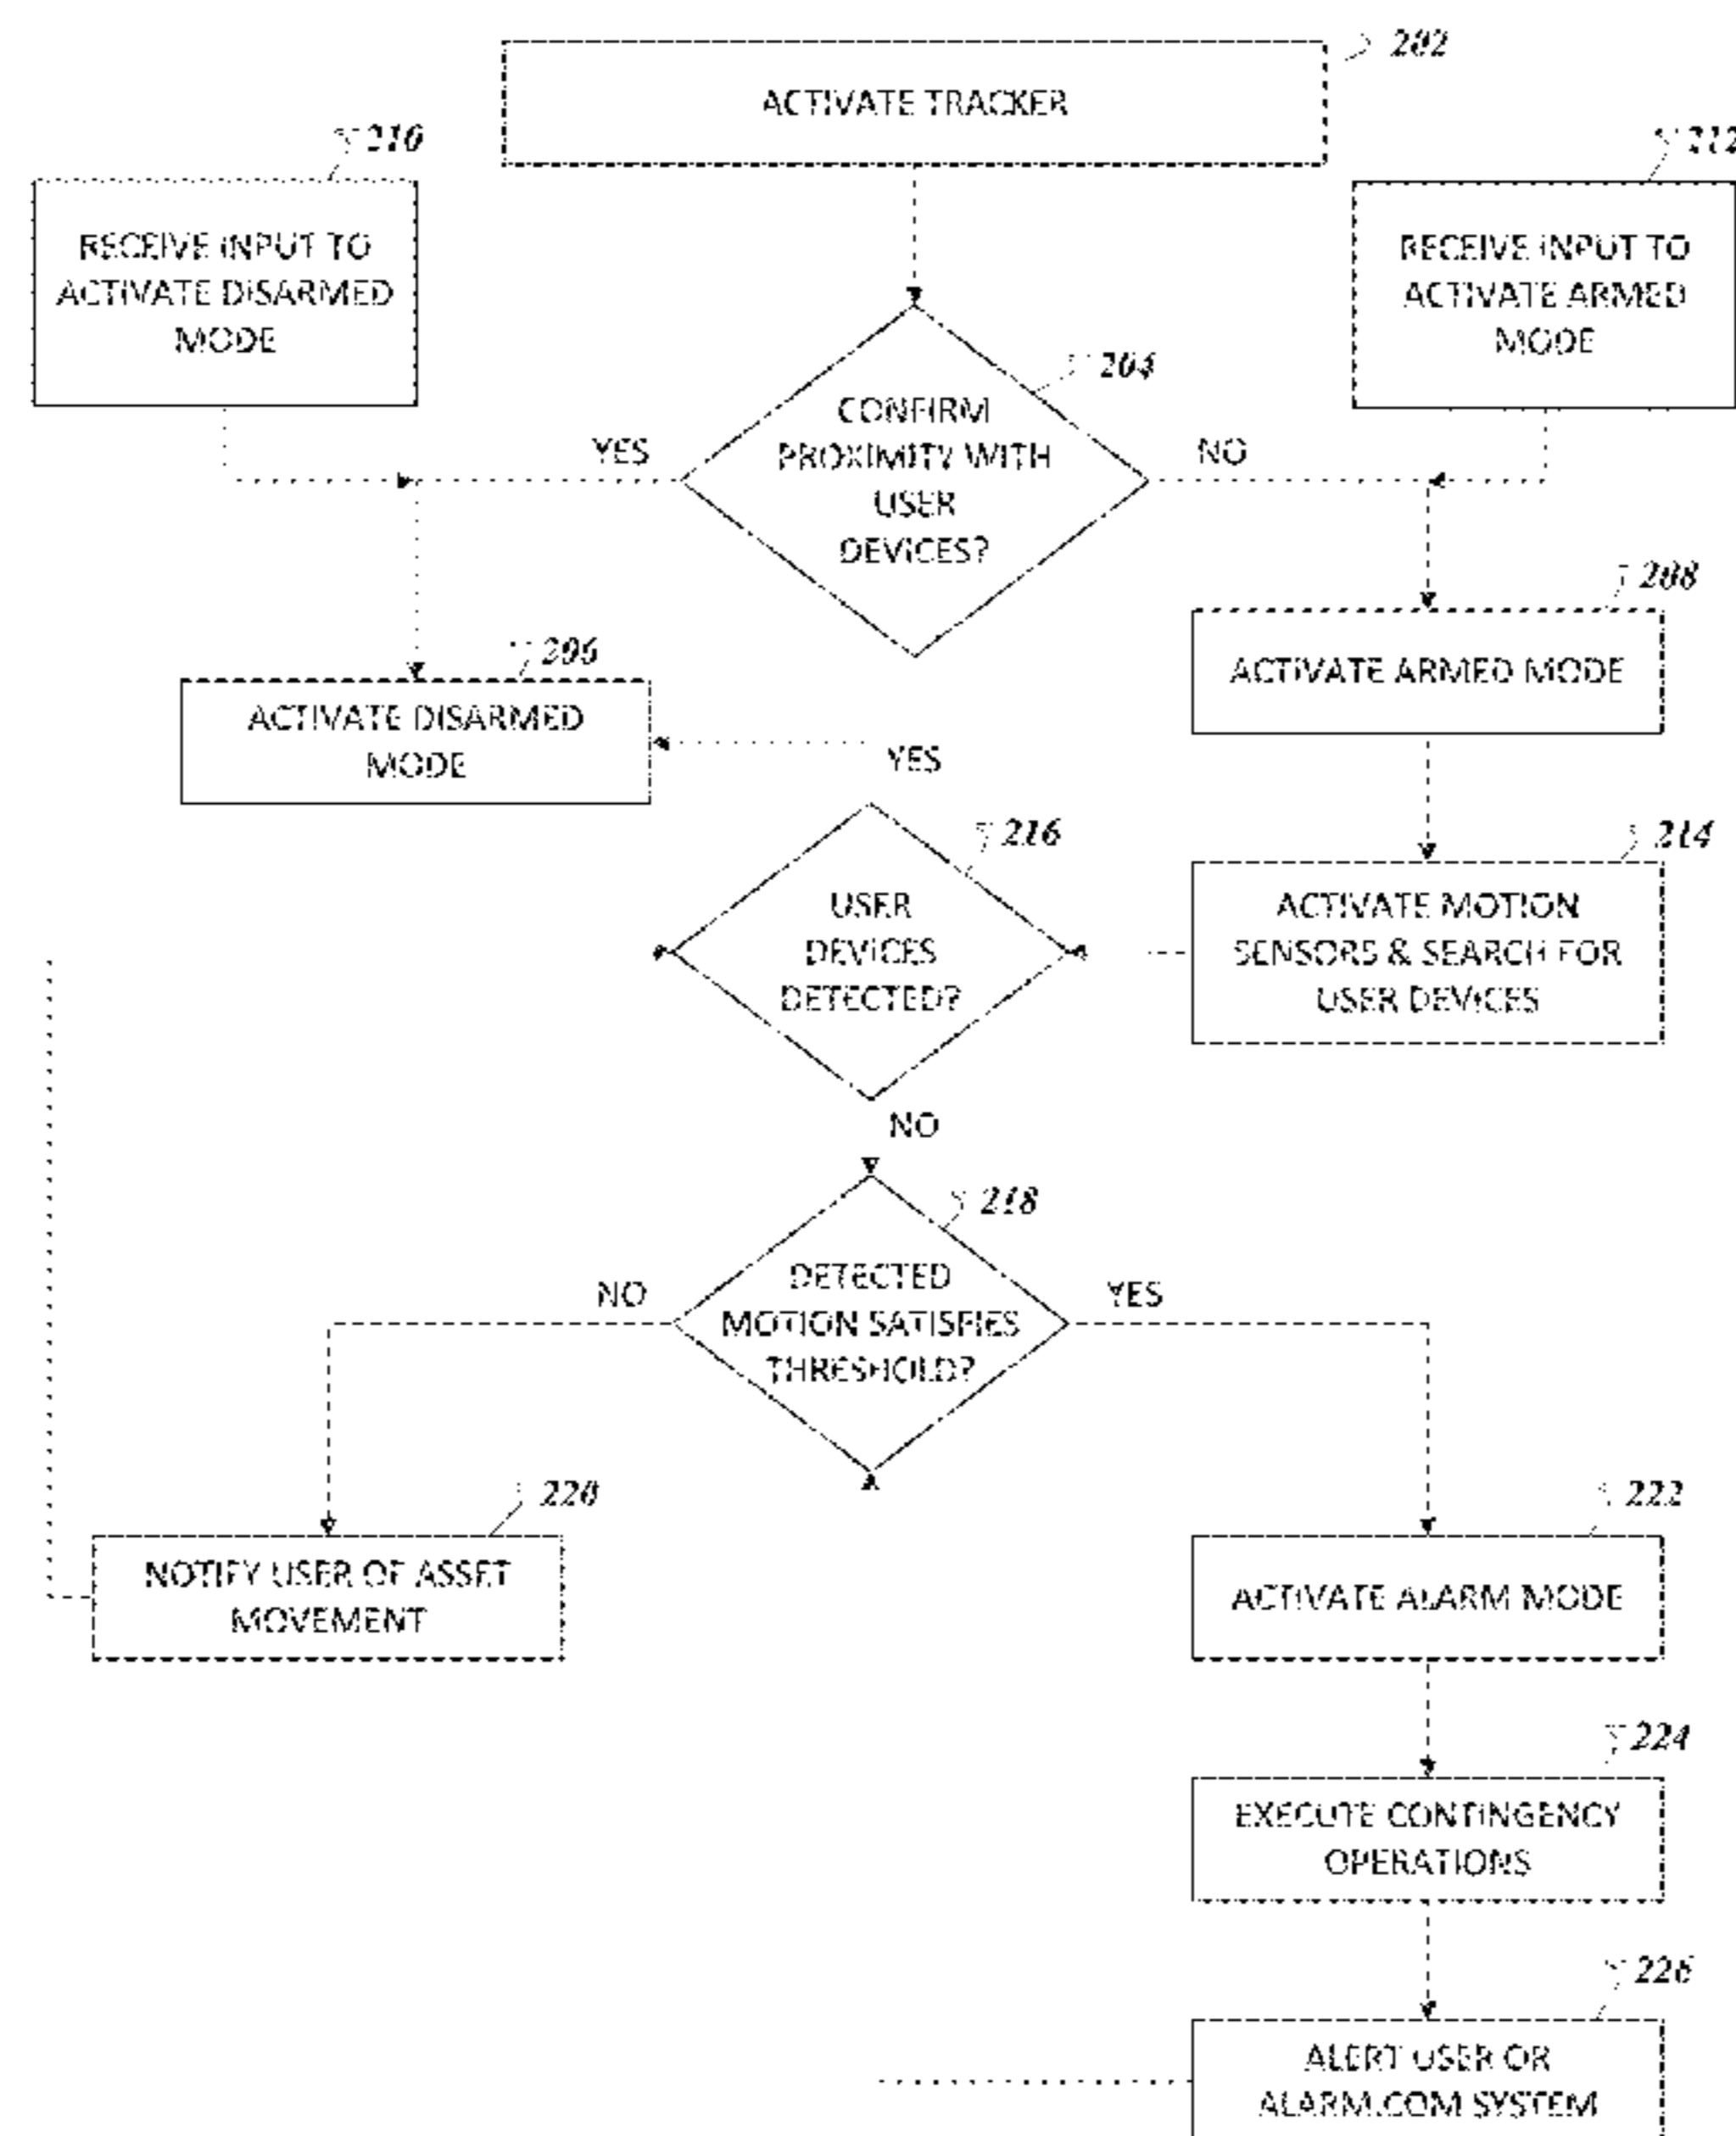 202
ACTIVATE TRACKER
210
212
RECEIVE INPUT TO
ACTIVATE DISARMED
MODE
RECEIVE INPUT TO
ACTIVATE ARMED
MODE
204
CONFIRM
PROXIMITY WITH
USER
DEVICES?
YES
NO
208
ACTIVATE ARMED MODE
206
ACTIVATE DISARMED
MODE
YES
216
214
USER
DEVICES
DETECTED?
ACTIVATE MOTION
SENSORS & SEARCH FOR
USER DEVICES
NO
218
DETECTED
MOTION SATISFIES
THRESHOLD?
NO
YES
220
222
NOTIFY USER OF ASSET
MOVEMENT
ACTIVATE ALARM MODE
224
EXECUTE CONTINGENCY
OPERATIONS
226
ALERT USER OR
ALARM.COM SYSTEM